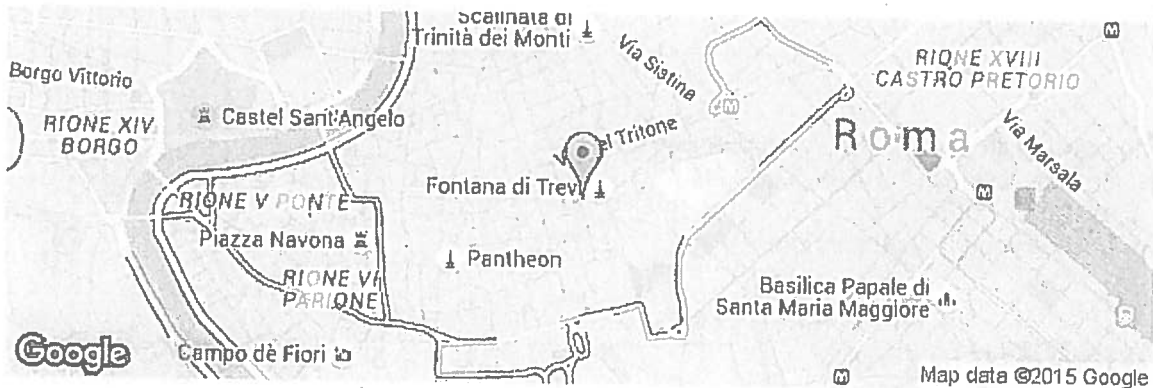 Scalinata di
Trinità dei Monti
Via Sistina
M
RIONE XVIII
CASTRO PRETORIO
Borgo Vittorio
RIONE XIV
BORGO
Castel Sant'Angelo
M
el Tritone
Roma
Via Marsala
Fontana di Trevi
M
RIONE V PONTE
Piazza Navona
Pantheon
RIONE VI
PARIONE
Basilica Papale di
Santa Maria Maggiore
Google
Campo de Fiori
M
Map data ©2015 Google